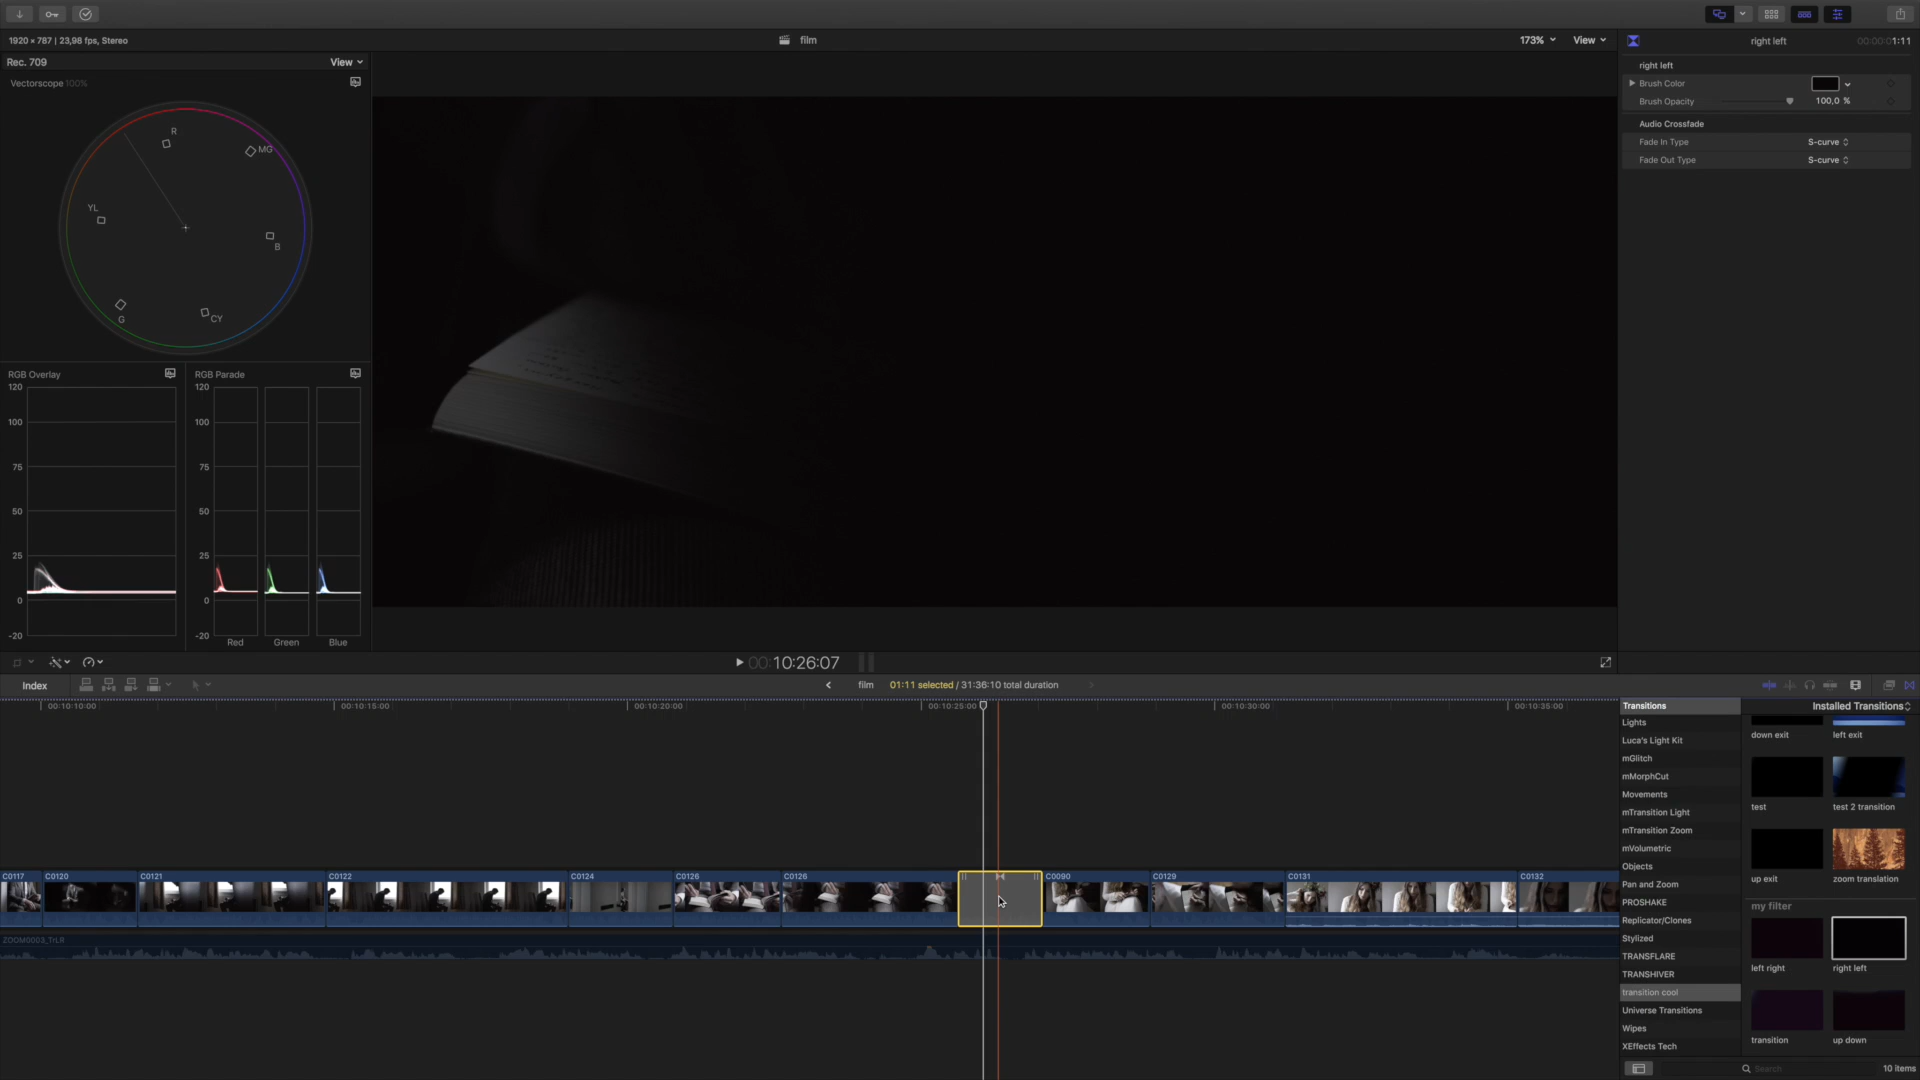 1920 × 787 | 23,98 fps, Stereo
film
173%
View
right left
00:00:01:11
Rec. 709
View
Vectorscope 100%
R
MG
YL
B
G
CY
right left
Brush Color
Brush Opacity
100,0 %
Audio Crossfade
Fade In Type
S-curve
Fade Out Type
S-curve
RGB Overlay
120
100
75
50
25
0
-20
RGB Parade
120
100
75
50
25
0
-20
Red
Green
Blue
00:10:26:07
Index
film
01:11 selected / 31:36:10 total duration
00:10:10:00
00:10:15:00
00:10:20:00
00:10:25:00
00:10:30:00
00:10:35:00
C0117
C0120
C0121
C0122
C0124
C0126
C0126
C0090
C0129
C0131
C0132
ZOOM0003_TrLR
Transitions
Lights
Luca's Light Kit
mGlitch
mMorphCut
Movements
mTransition Light
mTransition Zoom
mVolumetric
Objects
Pan and Zoom
PROSHAKE
Replicator/Clones
Stylized
TRANSFLARE
TRANSHIVER
transition cool
Universe Transitions
Wipes
XEffects Tech
Installed Transitions
down exit
left exit
test
test 2 transition
up exit
zoom translation
my filter
left right
right left
transition
up down
Search
10 items